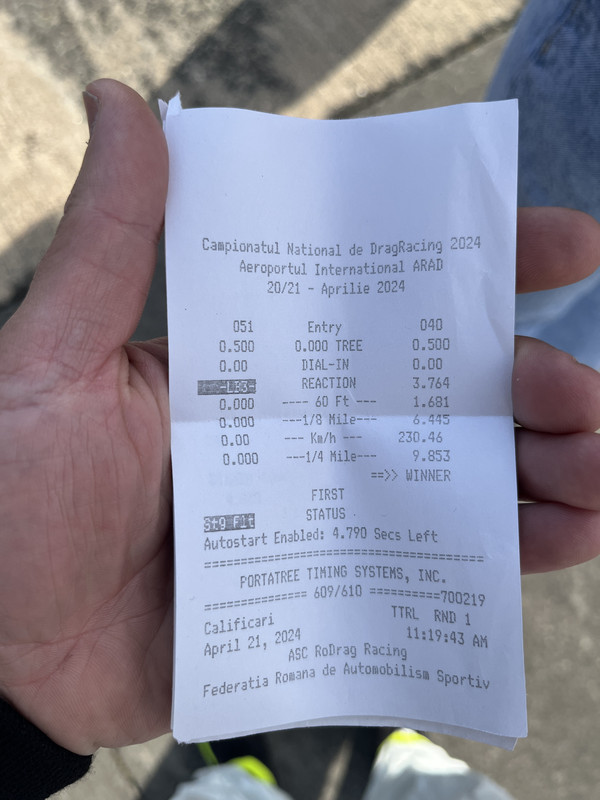 Campionatul National de DragRacing 2024
Aeroportul International ARAD
20/21 - Aprilie 2024
051 Entry 040
0.500 0.000 TREE 0.500
0.00 DIAL-IN 0.00
REACTION 3.764
0.000 ---- 60 Ft ---- 1.681
0.000 ---1/8 Mile--- 6.445
0.00 --- Km/h --- 230.46
0.000 ---1/4 Mile--- 9.853
==>> WINNER
FIRST
Stg Flt STATUS
Autostart Enabled: 4.790 Secs Left
======================================
PORTATREE TIMING SYSTEMS, INC.
============== 609/610 ==========700219
Calificari TTRL RND 1
April 21, 2024 11:19:43 AM
ASC RoDrag Racing
Federatia Romana de Automobilism Sportiv